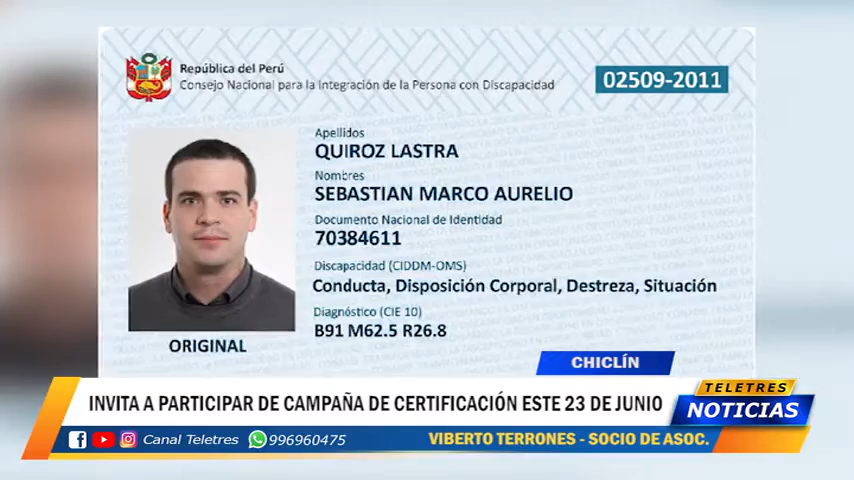 República del Perú
Consejo Nacional para la Integración de la Persona con Discapacidad
02509-2011
Apellidos
QUIROZ LASTRA
Nombres
SEBASTIAN MARCO AURELIO
Documento Nacional de Identidad
70384611
Discapacidad (CIDDM-OMS)
Conducta, Disposición Corporal, Destreza, Situación
Diagnóstico (CIE 10)
B91 M62.5 R26.8
ORIGINAL
CHICLÍN
INVITA A PARTICIPAR DE CAMPAÑA DE CERTIFICACIÓN ESTE 23 DE JUNIO
TELETRES
NOTICIAS
Canal Teletres
996960475
VIBERTO TERRONES - SOCIO DE ASOC.